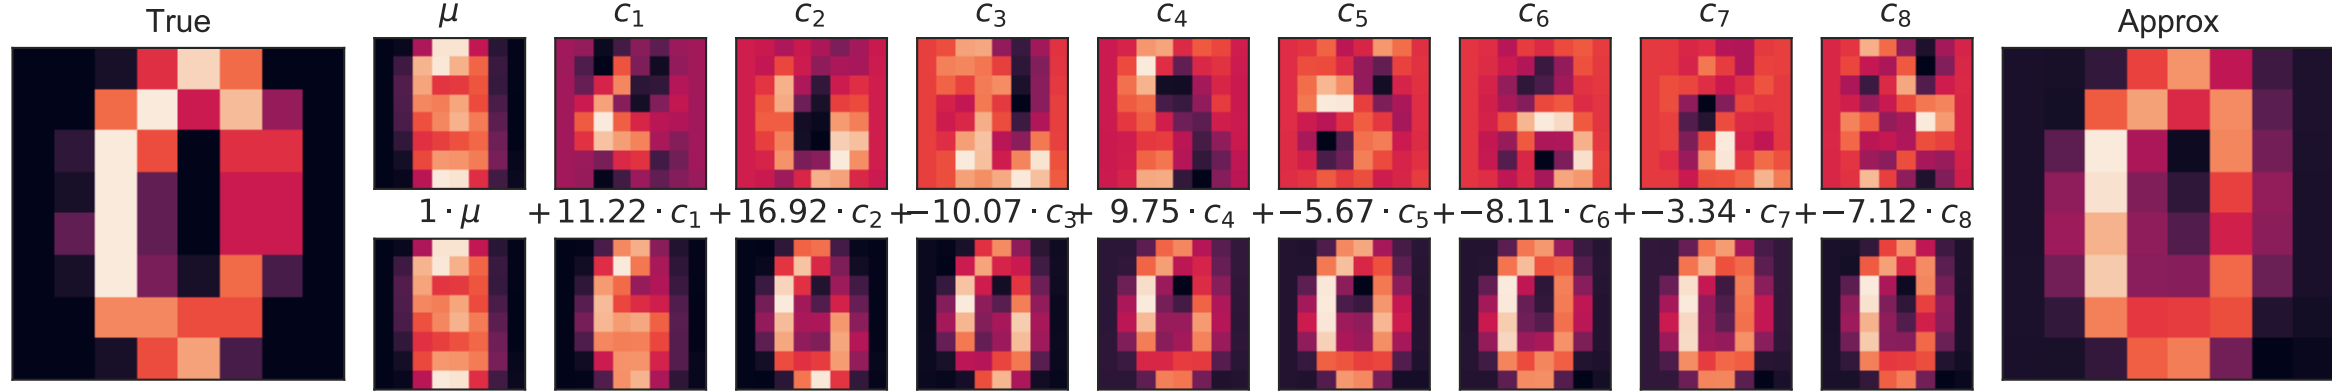 True μ c₁ c₂ c₃ c₄ c₅ c₆ c₇ c₈ Approx
1 · μ +11.22 · c₁ +16.92 · c₂ +−10.07 · c₃ + 9.75 · c₄ +−5.67 · c₅ +−8.11 · c₆ +−3.34 · c₇ +−7.12 · c₈